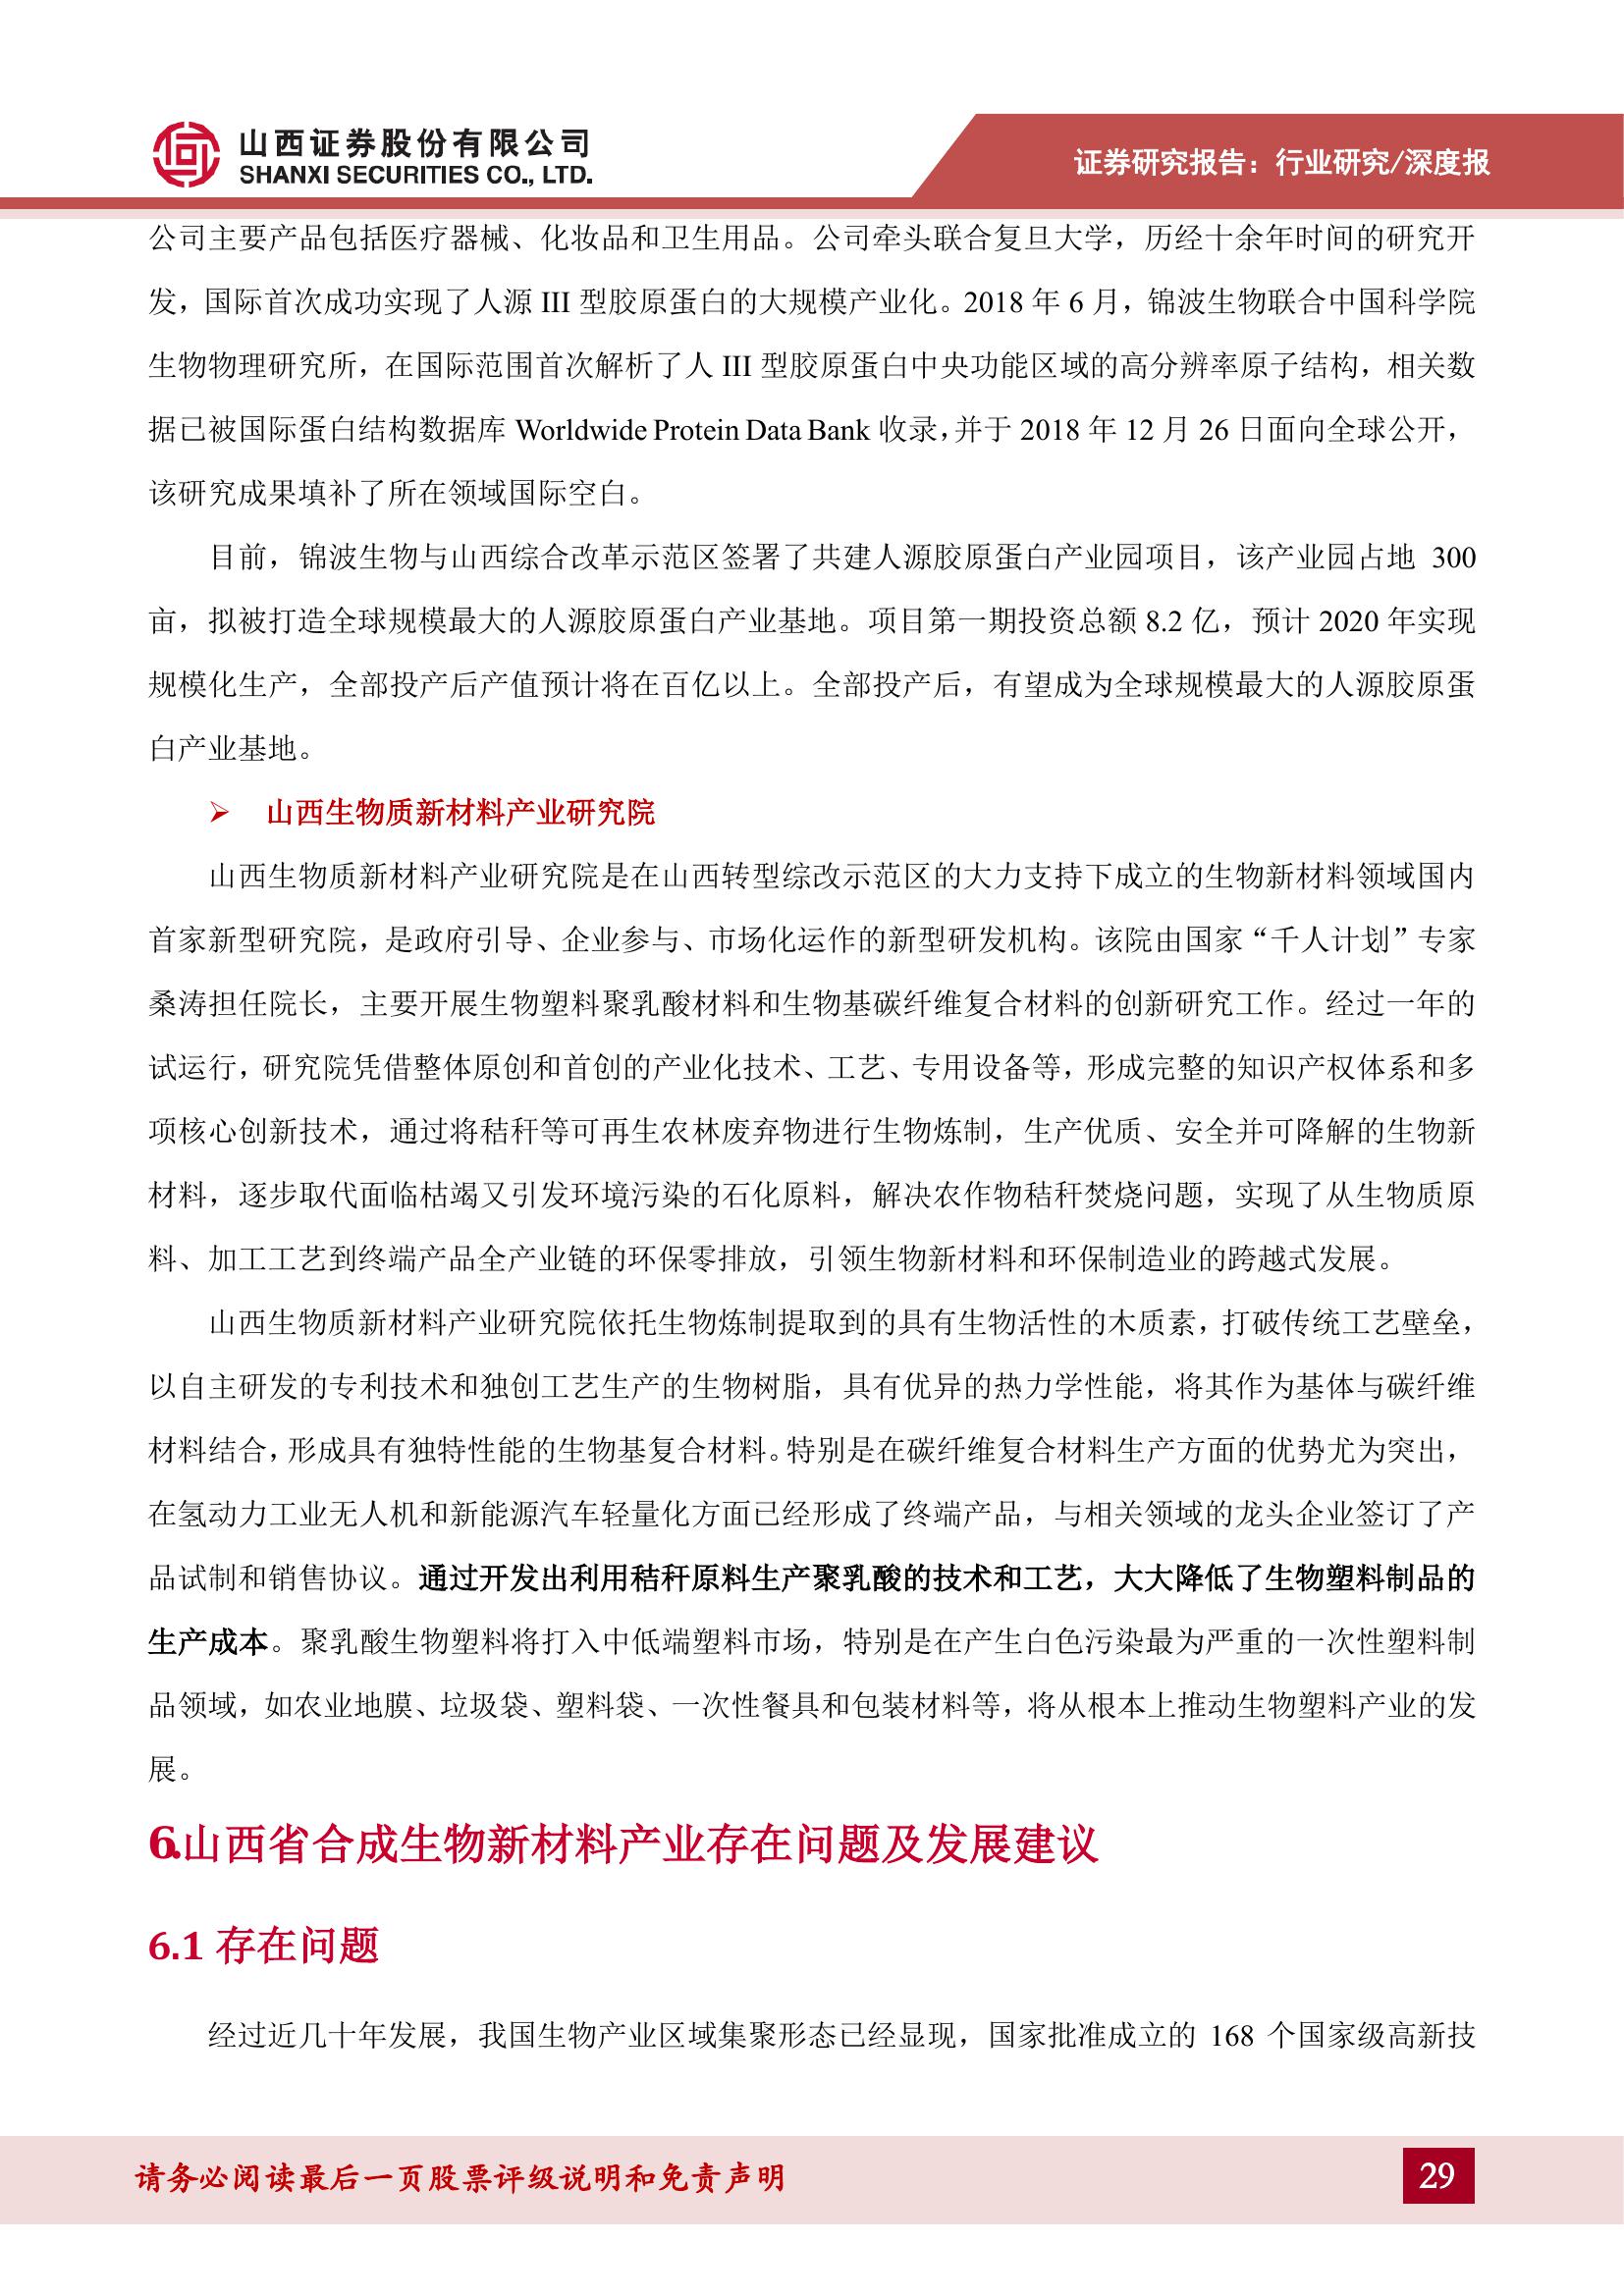 山西证券股份有限公司
SHANXI SECURITIES CO., LTD.
证券研究报告：行业研究/深度报
公司主要产品包括医疗器械、化妆品和卫生用品。公司牵头联合复旦大学，历经十余年时间的研究开
发，国际首次成功实现了人源 III 型胶原蛋白的大规模产业化。2018 年 6 月，锦波生物联合中国科学院
生物物理研究所，在国际范围首次解析了人 III 型胶原蛋白中央功能区域的高分辨率原子结构，相关数
据已被国际蛋白结构数据库 Worldwide Protein Data Bank 收录，并于 2018 年 12 月 26 日面向全球公开，
该研究成果填补了所在领域国际空白。
目前，锦波生物与山西综合改革示范区签署了共建人源胶原蛋白产业园项目，该产业园占地 300
亩，拟被打造全球规模最大的人源胶原蛋白产业基地。项目第一期投资总额 8.2 亿，预计 2020 年实现
规模化生产，全部投产后产值预计将在百亿以上。全部投产后，有望成为全球规模最大的人源胶原蛋
白产业基地。
➢ 山西生物质新材料产业研究院
山西生物质新材料产业研究院是在山西转型综改示范区的大力支持下成立的生物新材料领域国内
首家新型研究院，是政府引导、企业参与、市场化运作的新型研发机构。该院由国家“千人计划”专家
桑涛担任院长，主要开展生物塑料聚乳酸材料和生物基碳纤维复合材料的创新研究工作。经过一年的
试运行，研究院凭借整体原创和首创的产业化技术、工艺、专用设备等，形成完整的知识产权体系和多
项核心创新技术，通过将秸秆等可再生农林废弃物进行生物炼制，生产优质、安全并可降解的生物新
材料，逐步取代面临枯竭又引发环境污染的石化原料，解决农作物秸秆焚烧问题，实现了从生物质原
料、加工工艺到终端产品全产业链的环保零排放，引领生物新材料和环保制造业的跨越式发展。
山西生物质新材料产业研究院依托生物炼制提取到的具有生物活性的木质素，打破传统工艺壁垒，
以自主研发的专利技术和独创工艺生产的生物树脂，具有优异的热力学性能，将其作为基体与碳纤维
材料结合，形成具有独特性能的生物基复合材料。特别是在碳纤维复合材料生产方面的优势尤为突出，
在氢动力工业无人机和新能源汽车轻量化方面已经形成了终端产品，与相关领域的龙头企业签订了产
品试制和销售协议。通过开发出利用秸秆原料生产聚乳酸的技术和工艺，大大降低了生物塑料制品的
生产成本。聚乳酸生物塑料将打入中低端塑料市场，特别是在产生白色污染最为严重的一次性塑料制
品领域，如农业地膜、垃圾袋、塑料袋、一次性餐具和包装材料等，将从根本上推动生物塑料产业的发
展。
6.山西省合成生物新材料产业存在问题及发展建议
6.1 存在问题
经过近几十年发展，我国生物产业区域集聚形态已经显现，国家批准成立的 168 个国家级高新技
请务必阅读最后一页股票评级说明和免责声明
29